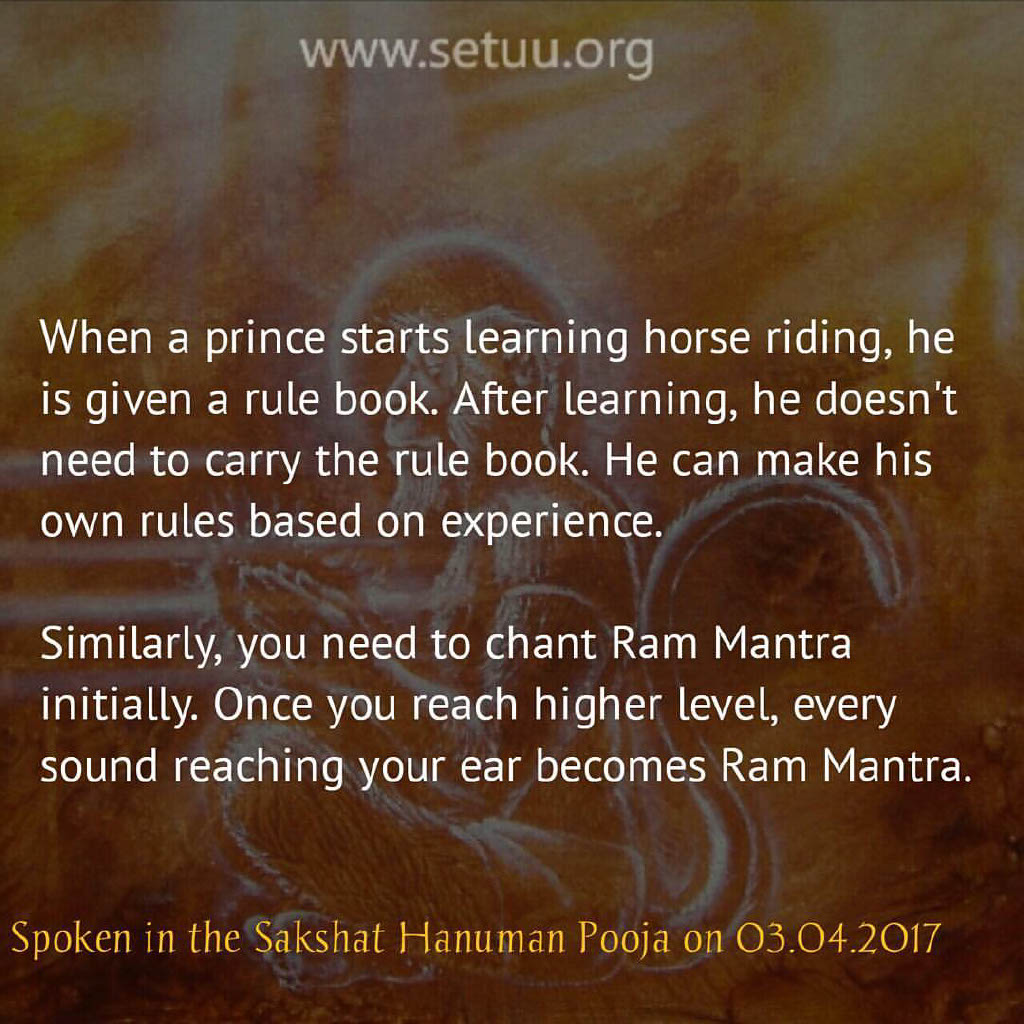 www.setuu.org
When a prince starts learning horse riding, he
is given a rule book. After learning, he doesn't
need to carry the rule book. He can make his
own rules based on experience.
Similarly, you need to chant Ram Mantra
initially. Once you reach higher level, every
sound reaching your ear becomes Ram Mantra.
Spoken in the Sakshat Hanuman Pooja on 03.04.2017